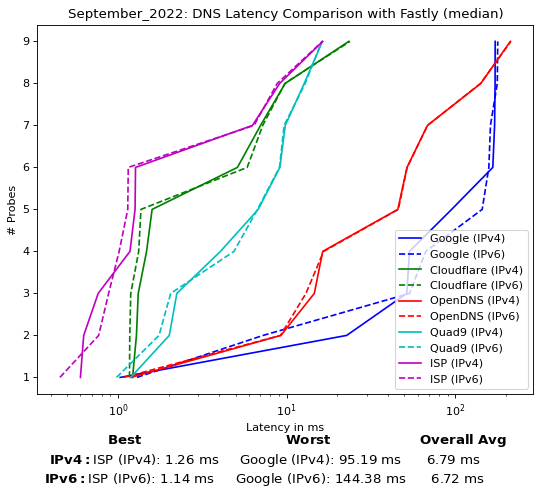 September_2022: DNS Latency Comparison with Fastly (median)
9
8
7
6
5
4
3
2
1
# Probes
Google (IPv4)
Google (IPv6)
Cloudflare (IPv4)
Cloudflare (IPv6)
OpenDNS (IPv4)
OpenDNS (IPv6)
Quad9 (IPv4)
Quad9 (IPv6)
ISP (IPv4)
ISP (IPv6)
10⁰ 10¹ 10²
Latency in ms
Best Worst Overall Avg
IPv4: ISP (IPv4): 1.26 ms Google (IPv4): 95.19 ms 6.79 ms
IPv6: ISP (IPv6): 1.14 ms Google (IPv6): 144.38 ms 6.72 ms